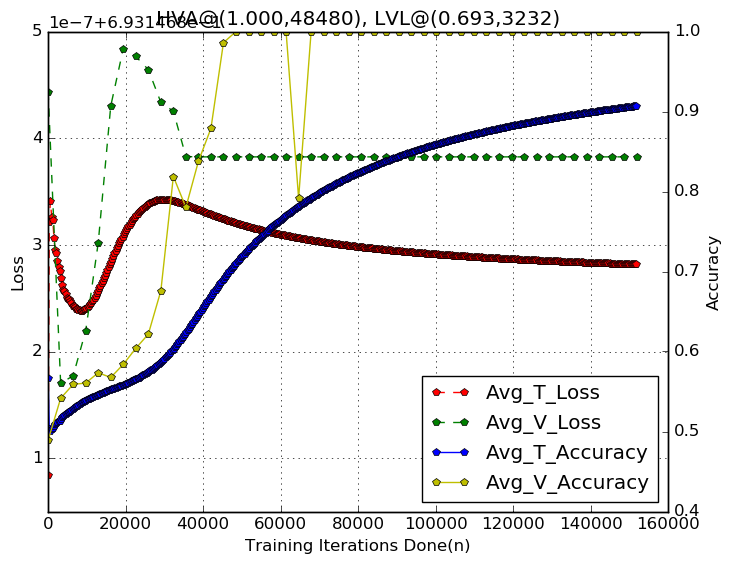 HVA@(1.000,48480), LVL@(0.693,3232)
1e-7+6.931468e-1
5
4
3
2
1
1.0
0.9
0.8
0.7
0.6
0.5
0.4
Loss
Accuracy
Avg_T_Loss
Avg_V_Loss
Avg_T_Accuracy
Avg_V_Accuracy
0 20000 40000 60000 80000 100000 120000 140000 160000
Training Iterations Done(n)